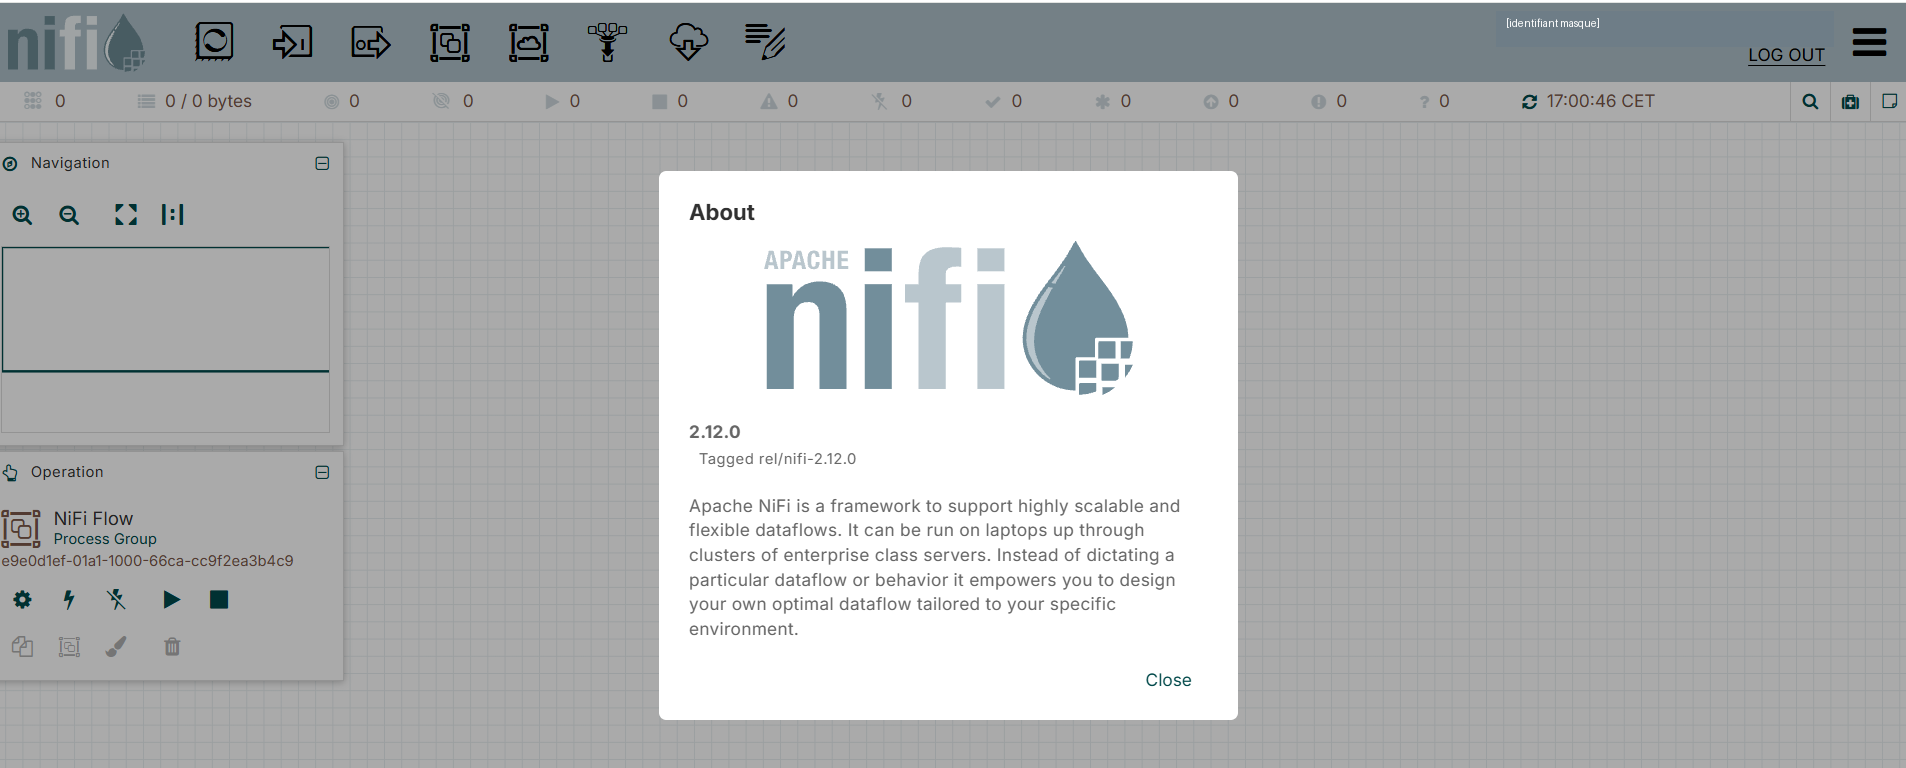 nifi
[identifiant masque]
LOG OUT
0
0 / 0 bytes
0
0
0
0
0
0
0
0
0
0
0
17:00:46 CET
Navigation
Operation
NiFi Flow
Process Group
e9e0d1ef-01a1-1000-66ca-cc9f2ea3b4c9
About
APACHE
nifi
2.12.0
Tagged rel/nifi-2.12.0
Apache NiFi is a framework to support highly scalable and
flexible dataflows. It can be run on laptops up through
clusters of enterprise class servers. Instead of dictating a
particular dataflow or behavior it empowers you to design
your own optimal dataflow tailored to your specific
environment.
Close